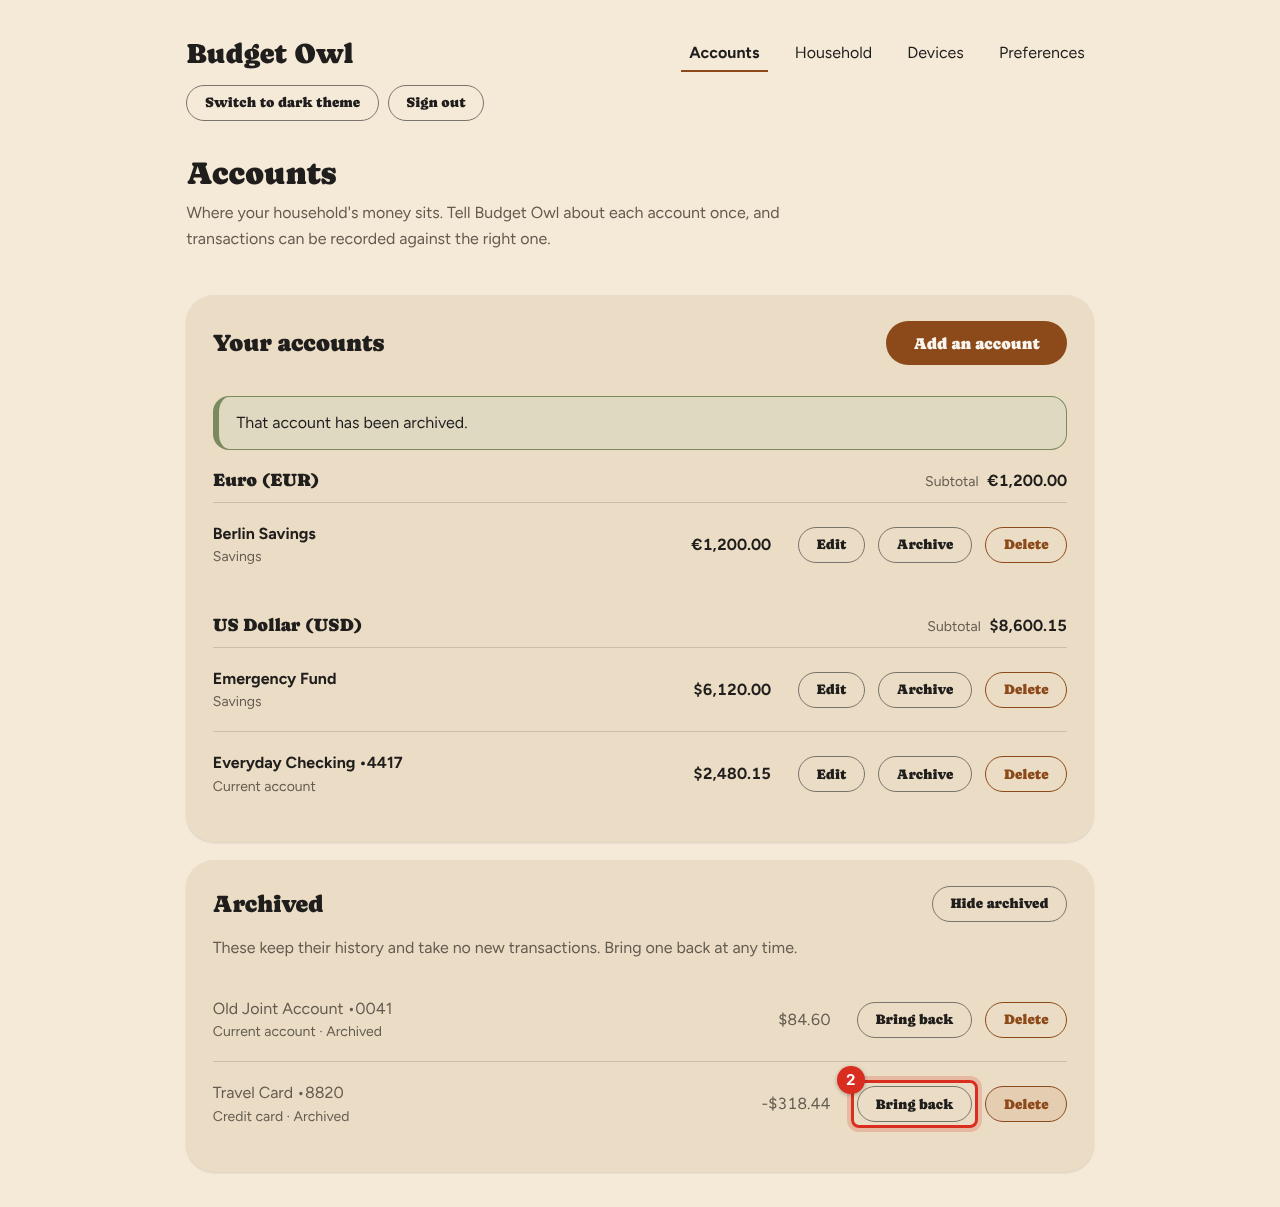 Budget Owl
Accounts Household Devices Preferences
Switch to dark theme Sign out
Accounts
Where your household's money sits. Tell Budget Owl about each account once, and
transactions can be recorded against the right one.
Your accounts Add an account
That account has been archived.
Euro (EUR) Subtotal €1,200.00
Berlin Savings
Savings
€1,200.00 Edit Archive Delete
US Dollar (USD) Subtotal $8,600.15
Emergency Fund
Savings
$6,120.00 Edit Archive Delete
Everyday Checking •4417
Current account
$2,480.15 Edit Archive Delete
Archived Hide archived
These keep their history and take no new transactions. Bring one back at any time.
Old Joint Account •0041
Current account · Archived
$84.60 Bring back Delete
Travel Card •8820
Credit card · Archived
-$318.44 2 Bring back Delete